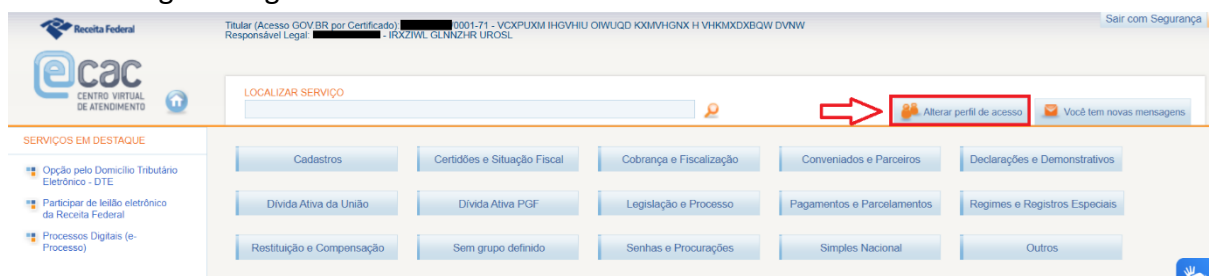 Receita Federal
Titular (Acesso GOV.BR por Certificado): /0001-71 - VCXPUXM IHGVHIU OIWUQD KXMVHGNX H VHKMXDXBQW DVNW
Responsável Legal: - IRXZIWL GLNNZHR UROSL
Sair com Segurança
ecac
CENTRO VIRTUAL
DE ATENDIMENTO
LOCALIZAR SERVIÇO
Alterar perfil de acesso
Você tem novas mensagens
SERVIÇOS EM DESTAQUE
Opção pelo Domicílio Tributário
Eletrônico - DTE
Participar de leilão eletrônico
da Receita Federal
Processos Digitais (e-
Processo)
Cadastros
Certidões e Situação Fiscal
Cobrança e Fiscalização
Conveniados e Parceiros
Declarações e Demonstrativos
Dívida Ativa da União
Dívida Ativa PGF
Legislação e Processo
Pagamentos e Parcelamentos
Regimes e Registros Especiais
Restituição e Compensação
Sem grupo definido
Senhas e Procurações
Simples Nacional
Outros